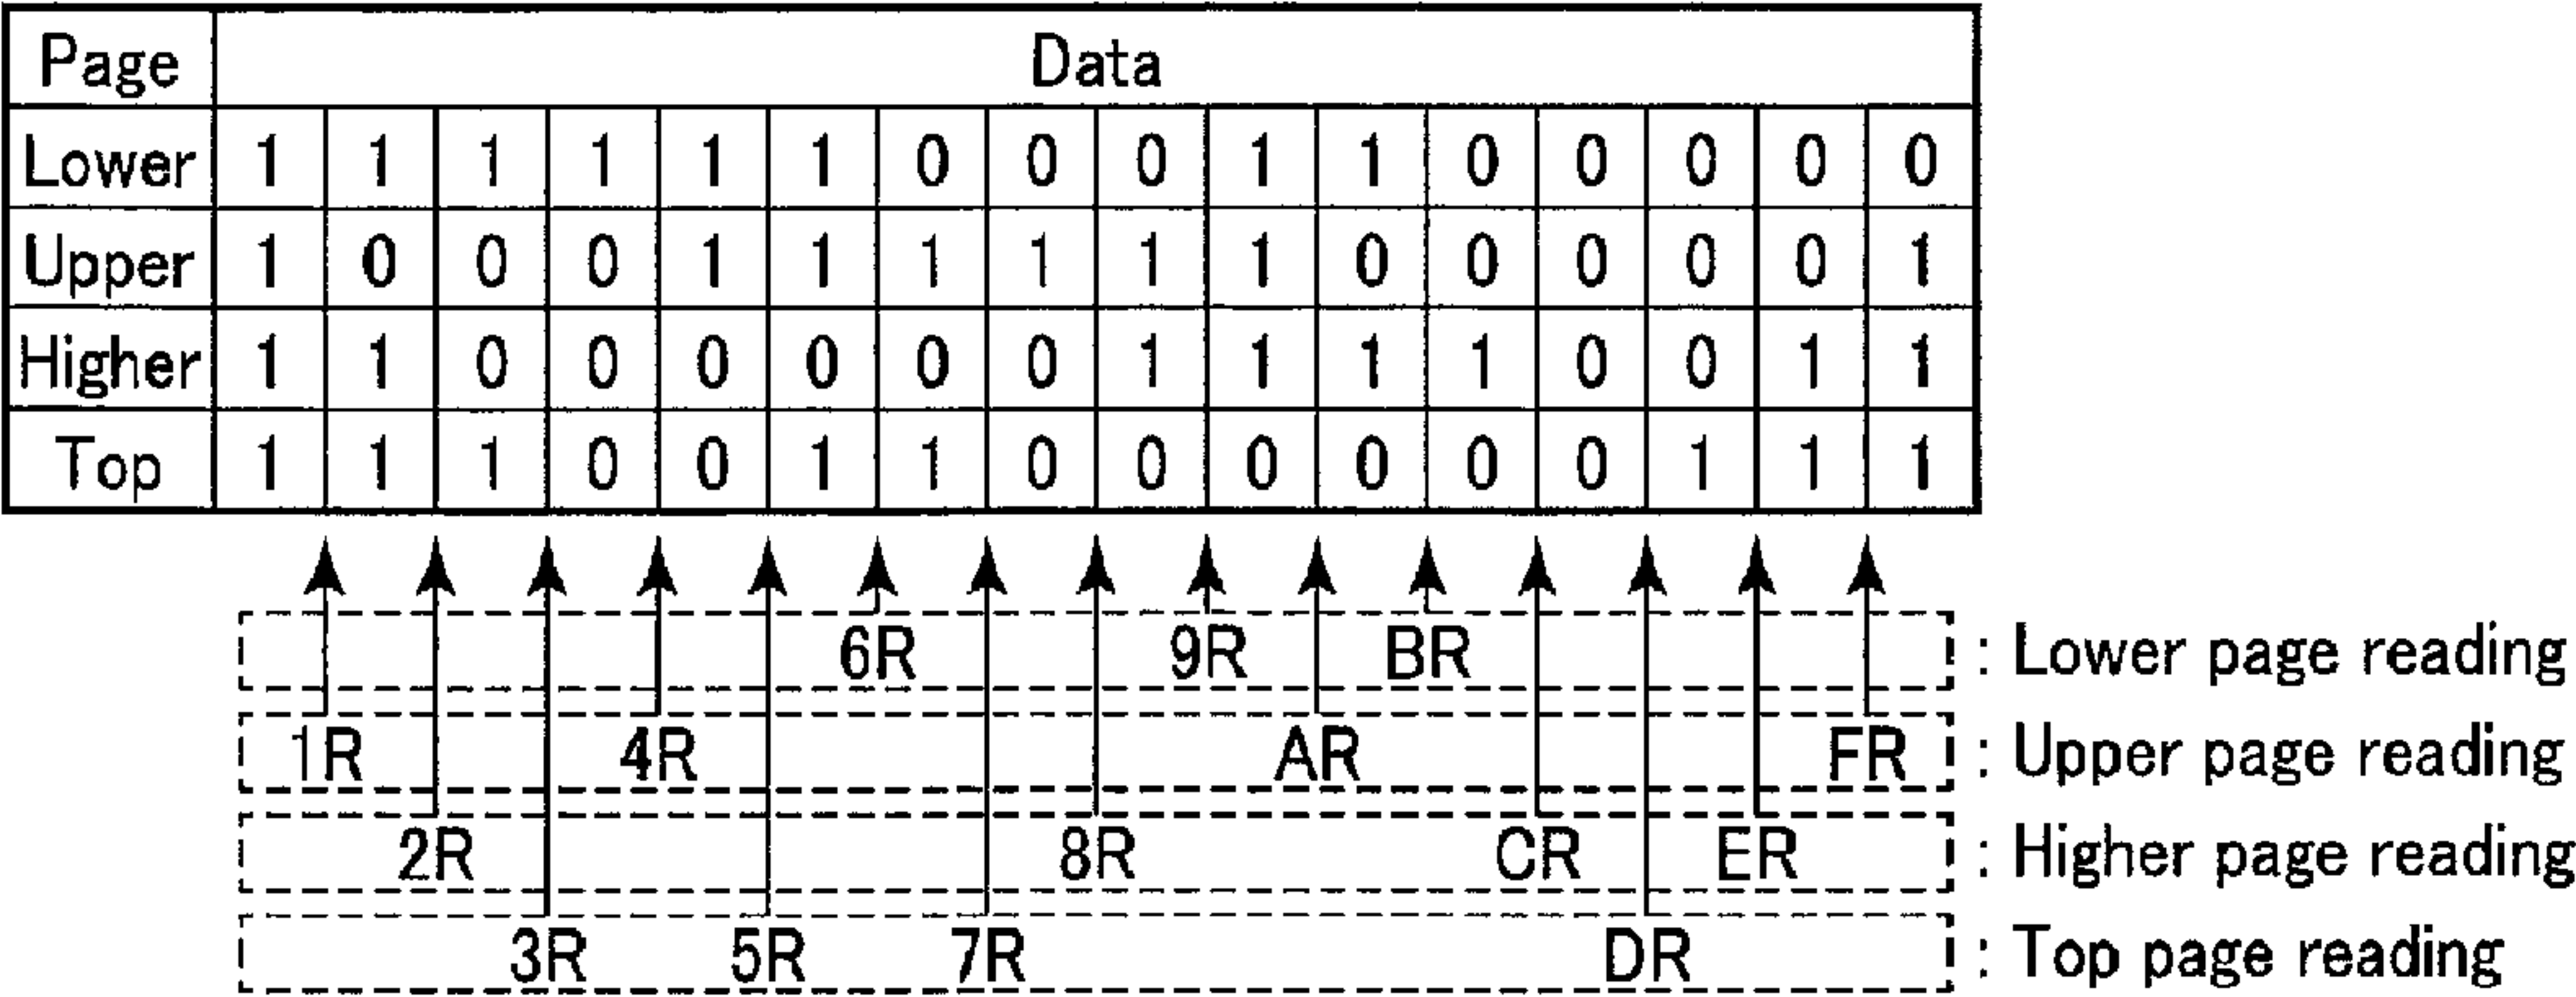 Page Data
Lower 1 1 1 1 1 1 0 0 0 1 1 0 0 0 0 0
Upper 1 0 0 0 1 1 1 1 1 1 0 0 0 0 0 1
Higher 1 1 0 0 0 0 0 0 1 1 1 1 0 0 1 1
Top 1 1 1 0 0 1 1 0 0 0 0 0 0 1 1 1
6R 9R BR : Lower page reading
1R 4R AR FR : Upper page reading
2R 8R CR ER : Higher page reading
3R 5R 7R DR : Top page reading